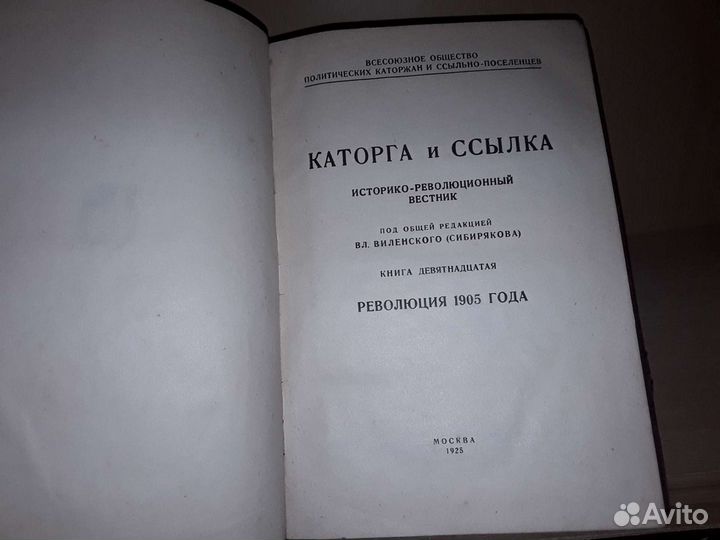 ВСЕСОЮЗНОЕ ОБЩЕСТВО
ПОЛИТИЧЕСКИХ КАТОРЖАН И ССЫЛЬНО-ПОСЕЛЕНЦЕВ
КАТОРГА и ССЫЛКА
ИСТОРИКО-РЕВОЛЮЦИОННЫЙ
ВЕСТНИК
ПОД ОБЩЕЙ РЕДАКЦИЕЙ
ВЛ. ВИЛЕНСКОГО (СИБИРЯКОВА)
КНИГА ДЕВЯТНАДЦАТАЯ
РЕВОЛЮЦИЯ 1905 ГОДА
МОСКВА
1925
Avito